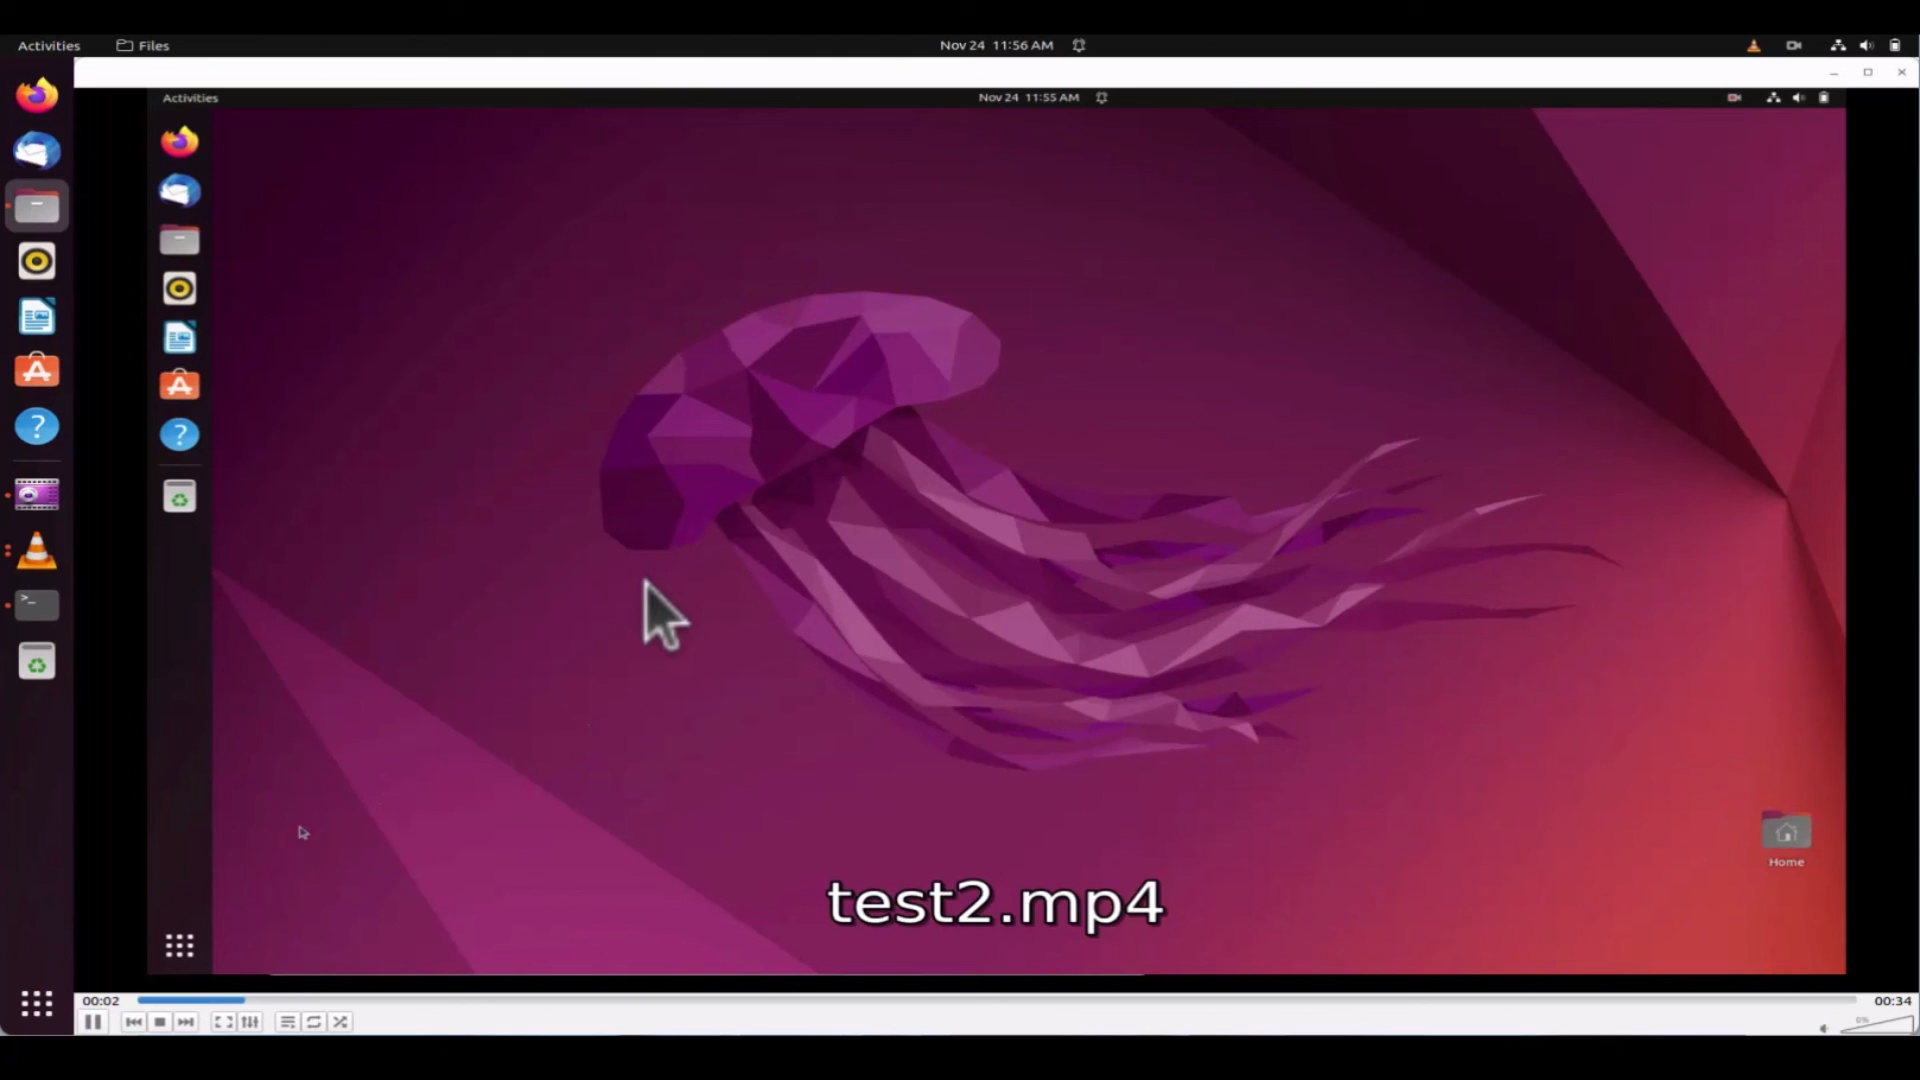 Activities Files Nov 24 11:56 AM
Activities Nov 24 11:55 AM
Home
test2.mp4
00:02 00:34
0%